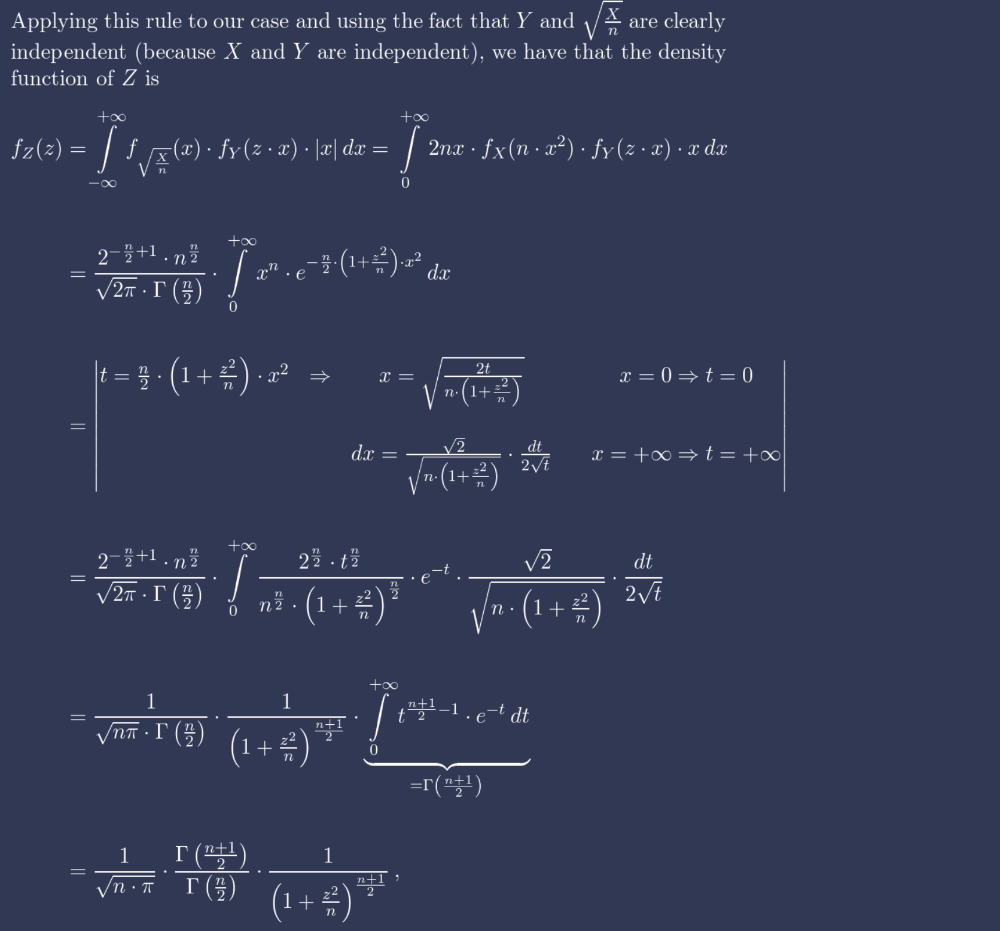 Applying this rule to our case and using the fact that $Y$ and $\sqrt{\frac{X}{n}}$ are clearly
independent (because $X$ and $Y$ are independent), we have that the density
function of $Z$ is
$f_Z(z) = \int\limits_{-\infty}^{+\infty} f_{\sqrt{\frac{X}{n}}}(x) \cdot f_Y(z \cdot x) \cdot |x| \, dx = \int\limits_{0}^{+\infty} 2nx \cdot f_X(n \cdot x^2) \cdot f_Y(z \cdot x) \cdot x \, dx$
$= \frac{2^{-\frac{n}{2}+1} \cdot n^{\frac{n}{2}}}{\sqrt{2\pi} \cdot \Gamma\left(\frac{n}{2}\right)} \cdot \int\limits_{0}^{+\infty} x^n \cdot e^{-\frac{n}{2} \cdot \left(1+\frac{z^2}{n}\right) \cdot x^2} \, dx$
$= \left| \begin{matrix} t = \frac{n}{2} \cdot \left(1+\frac{z^2}{n}\right) \cdot x^2 & \Rightarrow & x = \sqrt{\frac{2t}{n \cdot \left(1+\frac{z^2}{n}\right)}} & x = 0 \Rightarrow t = 0 \\ & & dx = \frac{\sqrt{2}}{\sqrt{n \cdot \left(1+\frac{z^2}{n}\right)}} \cdot \frac{dt}{2\sqrt{t}} & x = +\infty \Rightarrow t = +\infty \end{matrix} \right|$
$= \frac{2^{-\frac{n}{2}+1} \cdot n^{\frac{n}{2}}}{\sqrt{2\pi} \cdot \Gamma\left(\frac{n}{2}\right)} \cdot \int\limits_{0}^{+\infty} \frac{2^{\frac{n}{2}} \cdot t^{\frac{n}{2}}}{n^{\frac{n}{2}} \cdot \left(1+\frac{z^2}{n}\right)^{\frac{n}{2}}} \cdot e^{-t} \cdot \frac{\sqrt{2}}{\sqrt{n \cdot \left(1+\frac{z^2}{n}\right)}} \cdot \frac{dt}{2\sqrt{t}}$
$= \frac{1}{\sqrt{n\pi} \cdot \Gamma\left(\frac{n}{2}\right)} \cdot \frac{1}{\left(1+\frac{z^2}{n}\right)^{\frac{n+1}{2}}} \cdot \underbrace{\int\limits_{0}^{+\infty} t^{\frac{n+1}{2}-1} \cdot e^{-t} \, dt}_{=\Gamma\left(\frac{n+1}{2}\right)}$
$= \frac{1}{\sqrt{n \cdot \pi}} \cdot \frac{\Gamma\left(\frac{n+1}{2}\right)}{\Gamma\left(\frac{n}{2}\right)} \cdot \frac{1}{\left(1+\frac{z^2}{n}\right)^{\frac{n+1}{2}}} \, ,$